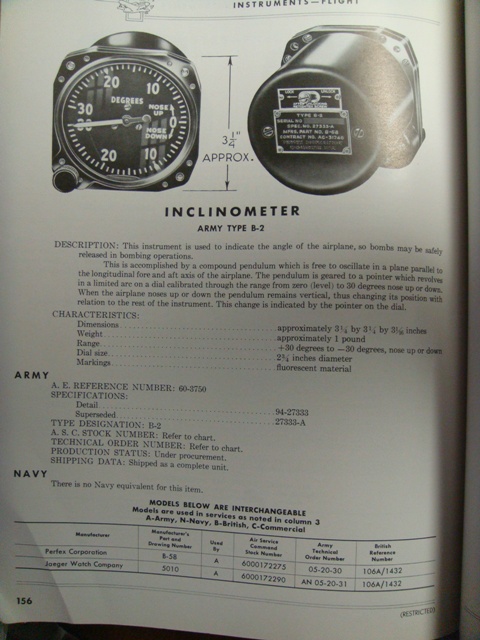 INSTRUMENTS—FLIGHT
20
10
DEGREES
NOSE
UP
30
0
30
NOSE
DOWN
20
10
3¼"
APPROX.
TYPE B-2
SERIAL NO
INCLINOMETER
ARMY TYPE B-2
DESCRIPTION: This instrument is used to indicate the angle of the airplane, so bombs may be safely
released in bombing operations.
This is accomplished by a compound pendulum which is free to oscillate in a plane parallel to
the longitudinal fore and aft axis of the airplane. The pendulum is geared to a pointer which revolves
in a limited arc on a dial calibrated through the range from zero (level) to 30 degrees nose up or down.
When the airplane noses up or down the pendulum remains vertical, thus changing its position with
relation to the rest of the instrument. This change is indicated by the pointer on the dial.
CHARACTERISTICS:
Dimensions approximately 3¼ by 3¼ by inches
Weight approximately 1 pound
Range +30 degrees to −30 degrees, nose up or down
Dial size 2¾ inches diameter
Markings fluorescent material
ARMY
A. E. REFERENCE NUMBER: 60-3750
SPECIFICATIONS:
Detail 94-27333
Superseded 27333-A
TYPE DESIGNATION: B-2
A. S. C. STOCK NUMBER: Refer to chart.
TECHNICAL ORDER NUMBER: Refer to chart.
PRODUCTION STATUS: Under procurement.
SHIPPING DATA: Shipped as a complete unit.
NAVY
There is no Navy equivalent for this item.
MODELS BELOW ARE INTERCHANGEABLE
Models are used in services as noted in column 3
A-Army, N-Navy, B-British, C-Commercial
Manufacturer Manufacturer's Part and Drawing Number Used By Air Service Command Stock Number Army Technical Order Number British Reference Number
Perfex Corporation B-58 A 6000172275 05-20-30 106A/1432
Jaeger Watch Company 5010 A 6000172290 AN 05-20-31 106A/1432
156
(RESTRICTED)